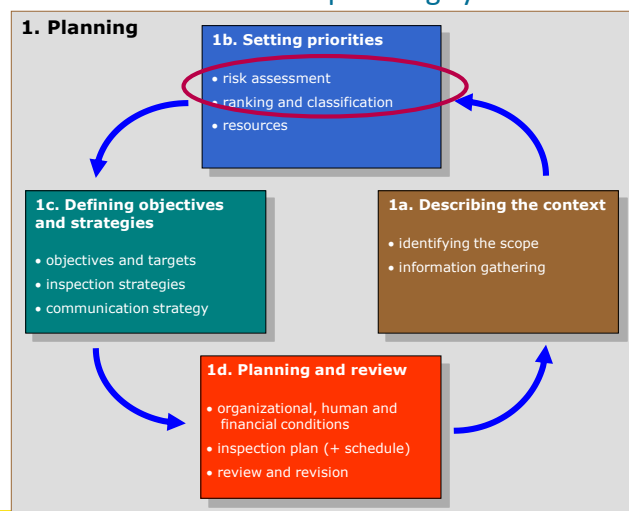 1. Planning
1b. Setting priorities
• risk assessment
• ranking and classification
• resources
1c. Defining objectives
and strategies
• objectives and targets
• inspection strategies
• communication strategy
1a. Describing the context
• identifying the scope
• information gathering
1d. Planning and review
• organizational, human and
financial conditions
• inspection plan (+ schedule)
• review and revision